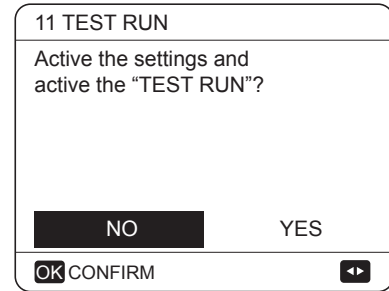 11 TEST RUN
Active the settings and
active the “TEST RUN”?
NO YES
OK CONFIRM